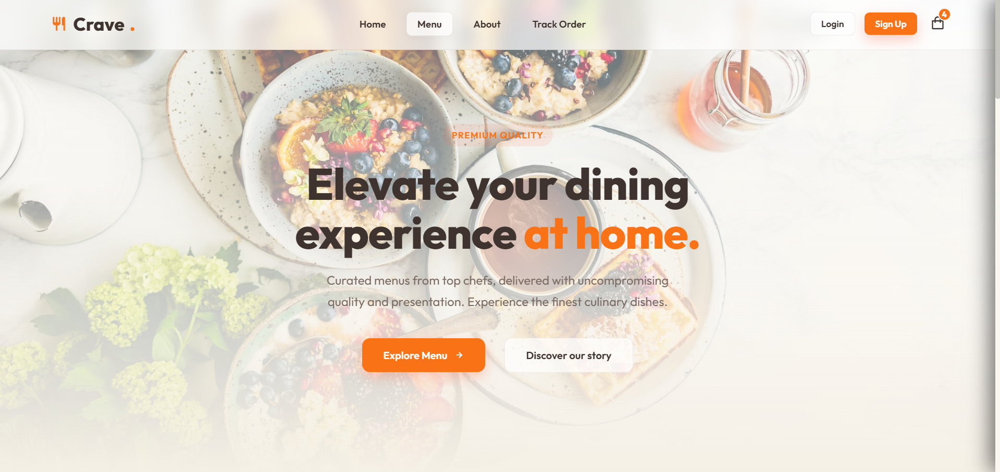 Crave .
Home
Menu
About
Track Order
Login
Sign Up
4
PREMIUM QUALITY
Elevate your dining
experience at home.
Curated menus from top chefs, delivered with uncompromising
quality and presentation. Experience the finest culinary dishes.
Explore Menu →
Discover our story